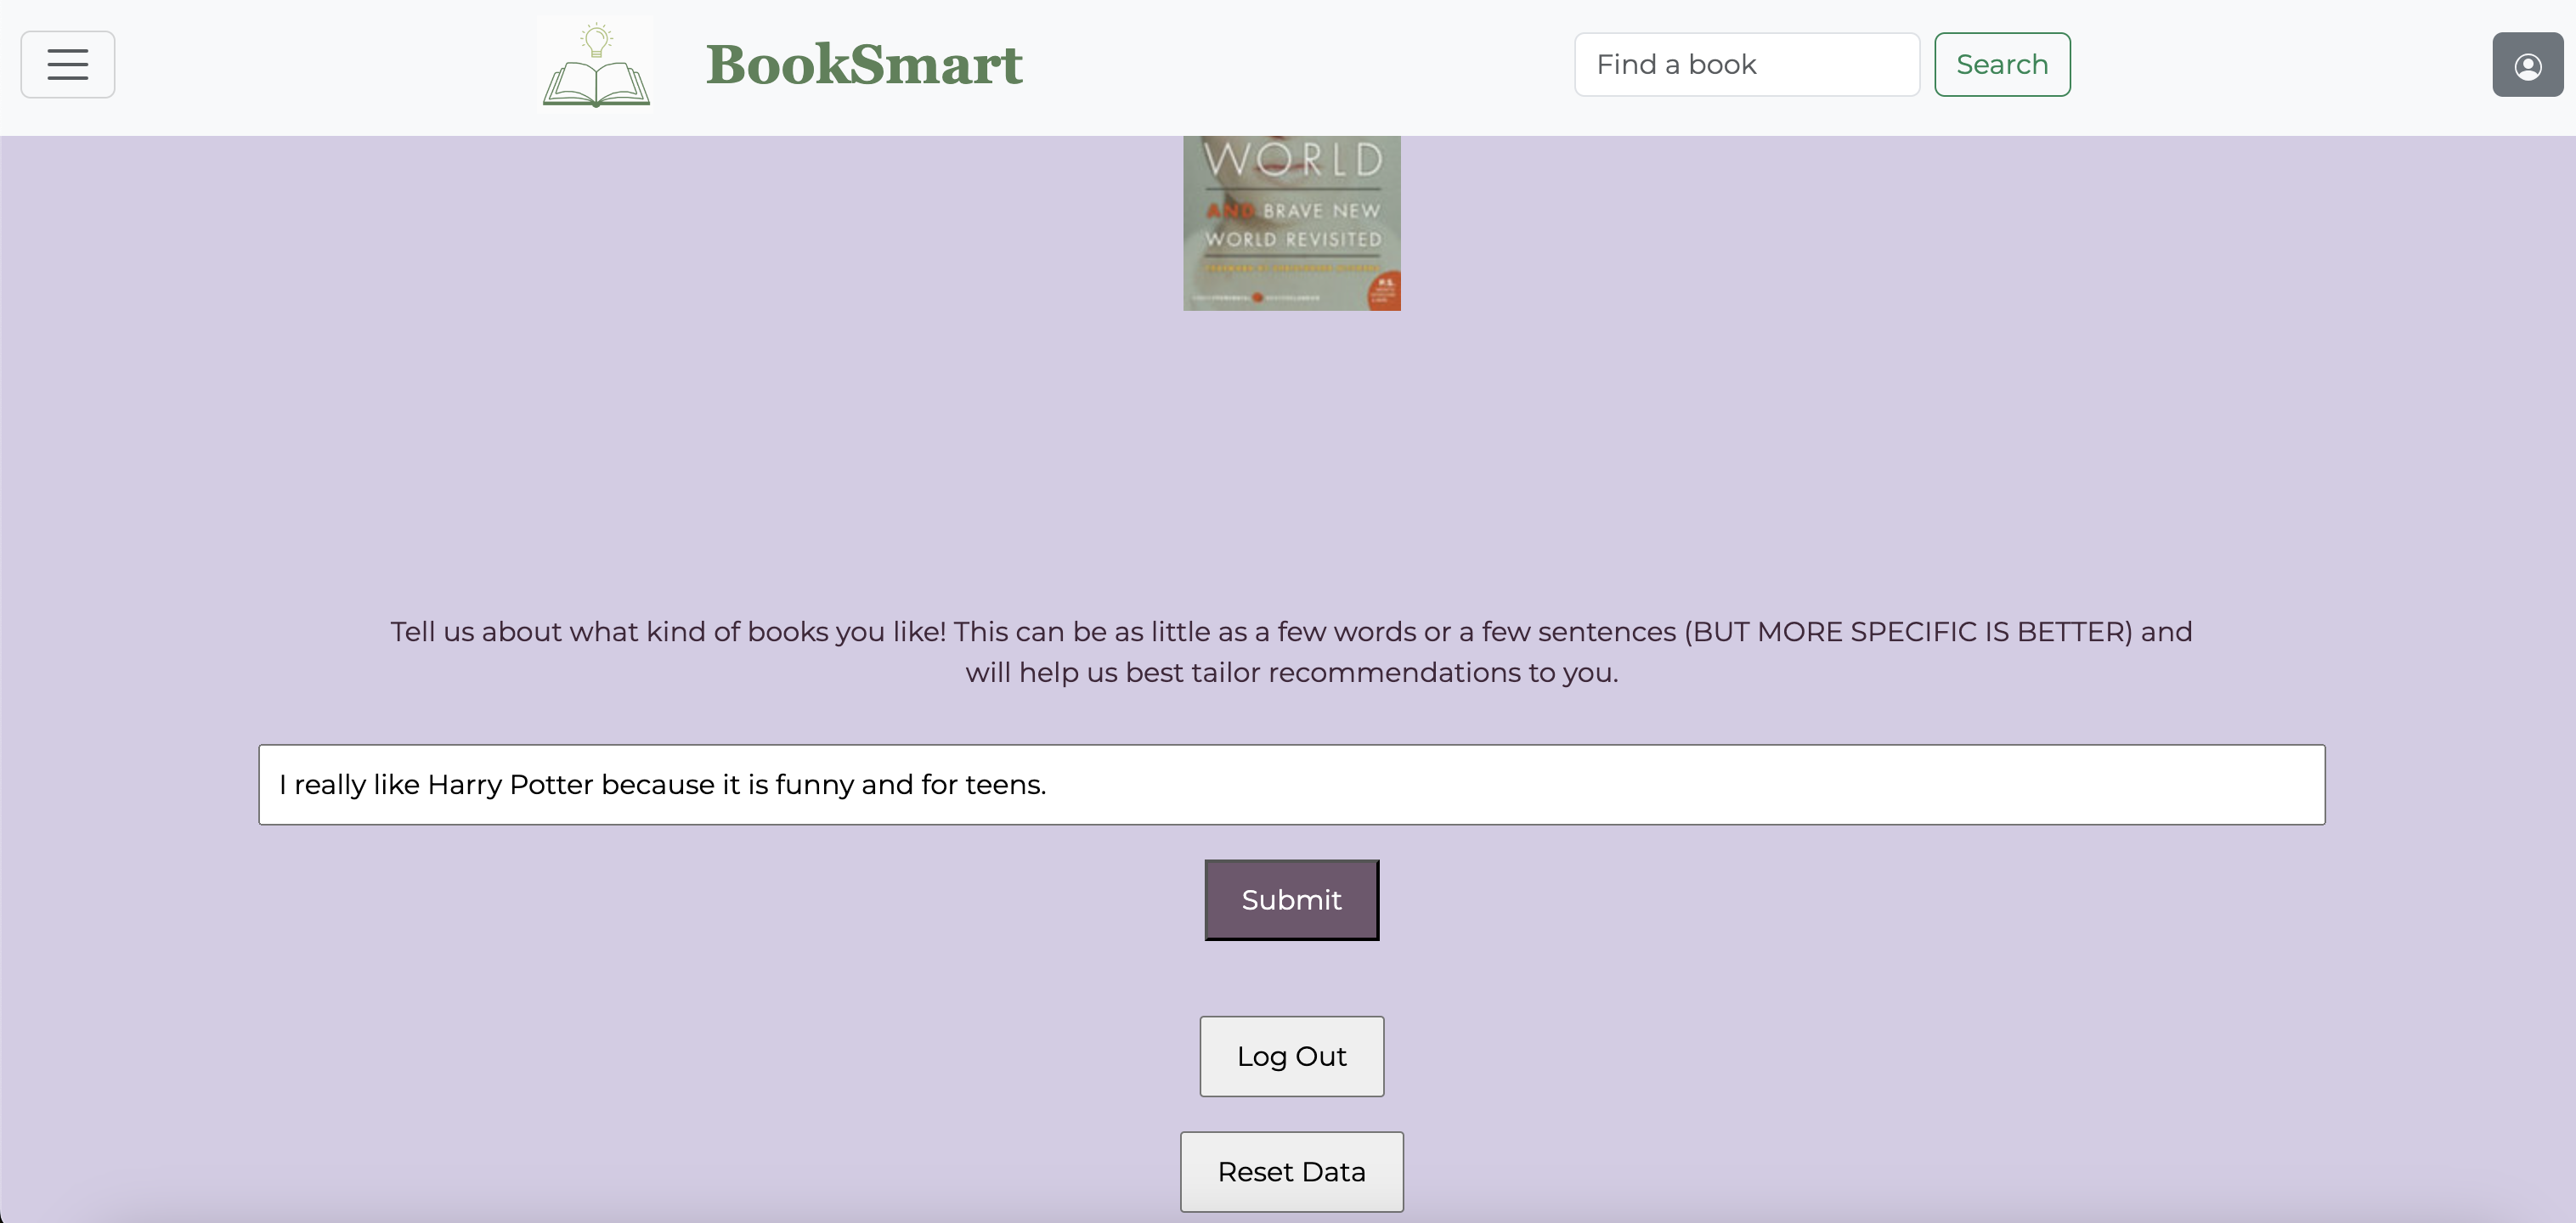 BookSmart
Find a book
Search
WORLD
AND BRAVE NEW
WORLD REVISITED
P.S.
Tell us about what kind of books you like! This can be as little as a few words or a few sentences (BUT MORE SPECIFIC IS BETTER) and
will help us best tailor recommendations to you.
I really like Harry Potter because it is funny and for teens.
Submit
Log Out
Reset Data